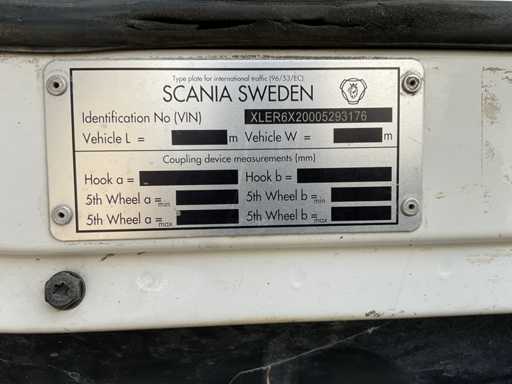 Type plate for international traffic (96/53/EC)
SCANIA SWEDEN
Identification No (VIN) XLER6X20005293176
Vehicle L = m Vehicle W = m
Coupling device measurements (mm)
Hook a = Hook b =
5th Wheel a =min 5th Wheel b =min
5th Wheel a =max 5th Wheel b =max